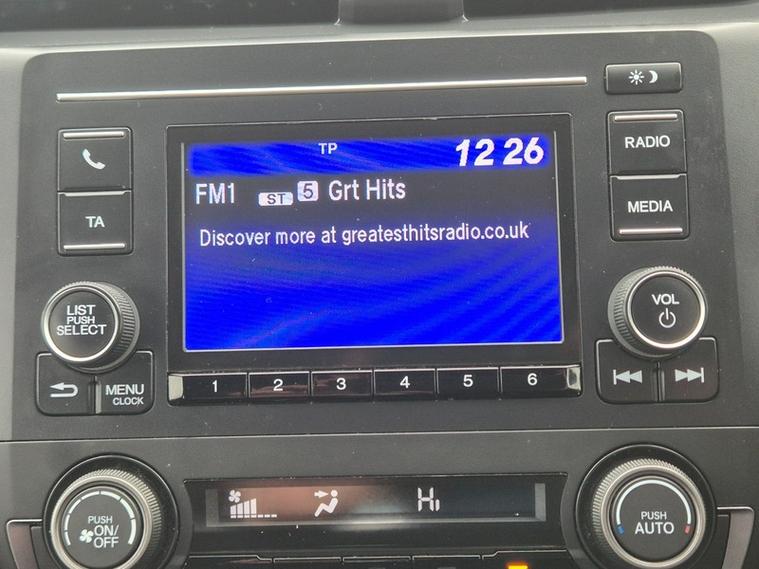 TP 12 26
FM1 ST 5 Grt Hits
Discover more at greatesthitsradio.co.uk
TA
RADIO
MEDIA
LIST
PUSH
SELECT
VOL
MENU
CLOCK
1 2 3 4 5 6
PUSH
ON/
OFF
Hi
PUSH
AUTO